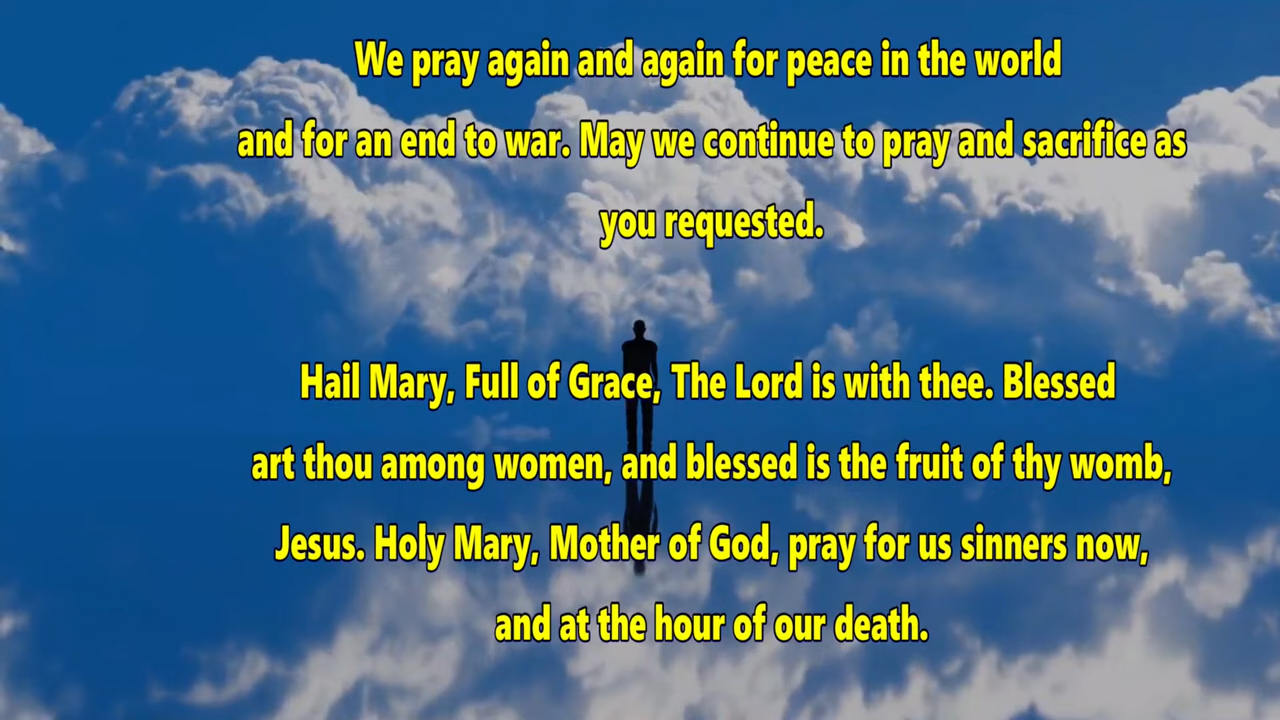 We pray again and again for peace in the world
and for an end to war. May we continue to pray and sacrifice as
you requested.
Hail Mary, Full of Grace, The Lord is with thee. Blessed
art thou among women, and blessed is the fruit of thy womb,
Jesus. Holy Mary, Mother of God, pray for us sinners now,
and at the hour of our death.